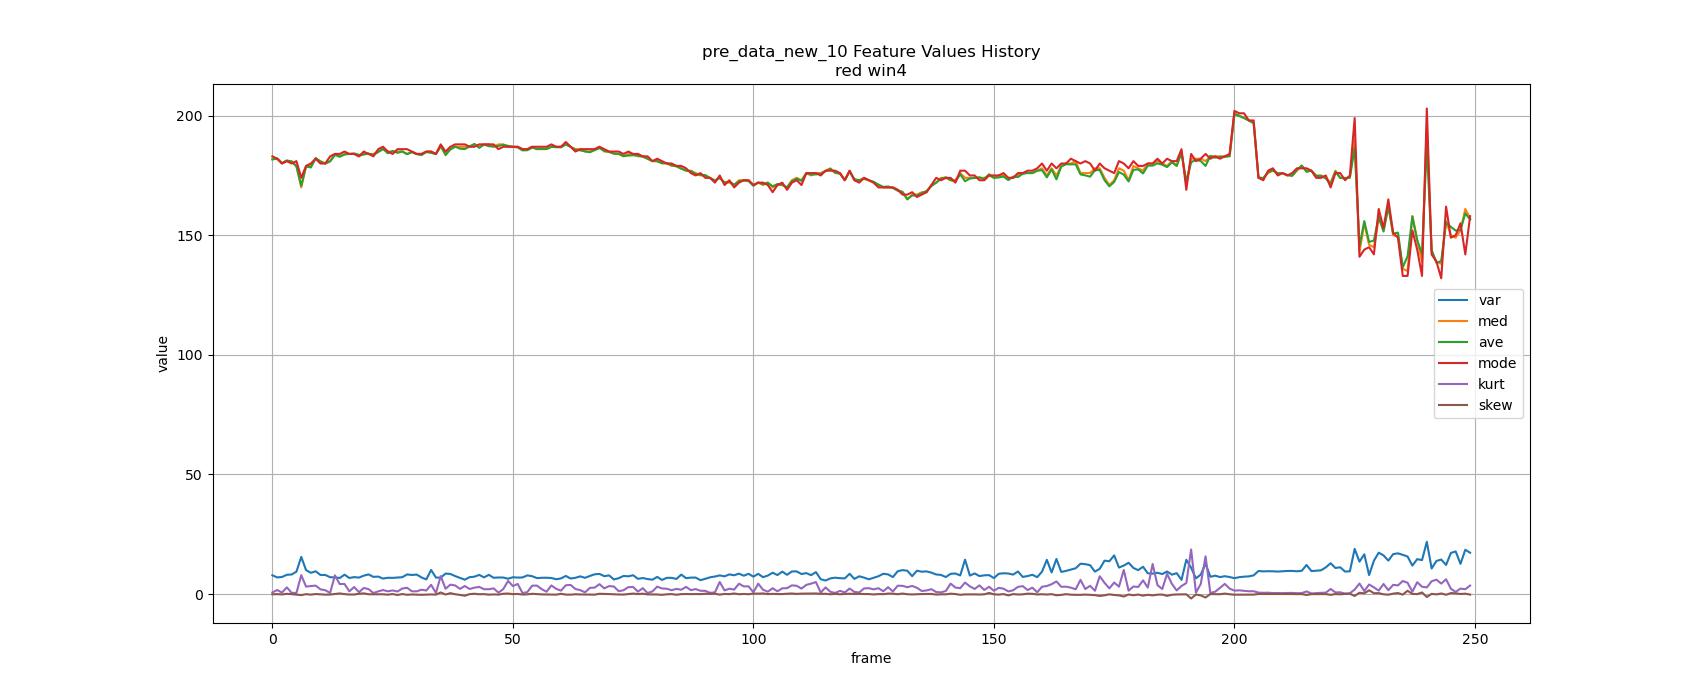 pre_data_new_10 Feature Values History
red win4
value
200
150
100
50
0
0
50
100
150
200
250
frame
var
med
ave
mode
kurt
skew